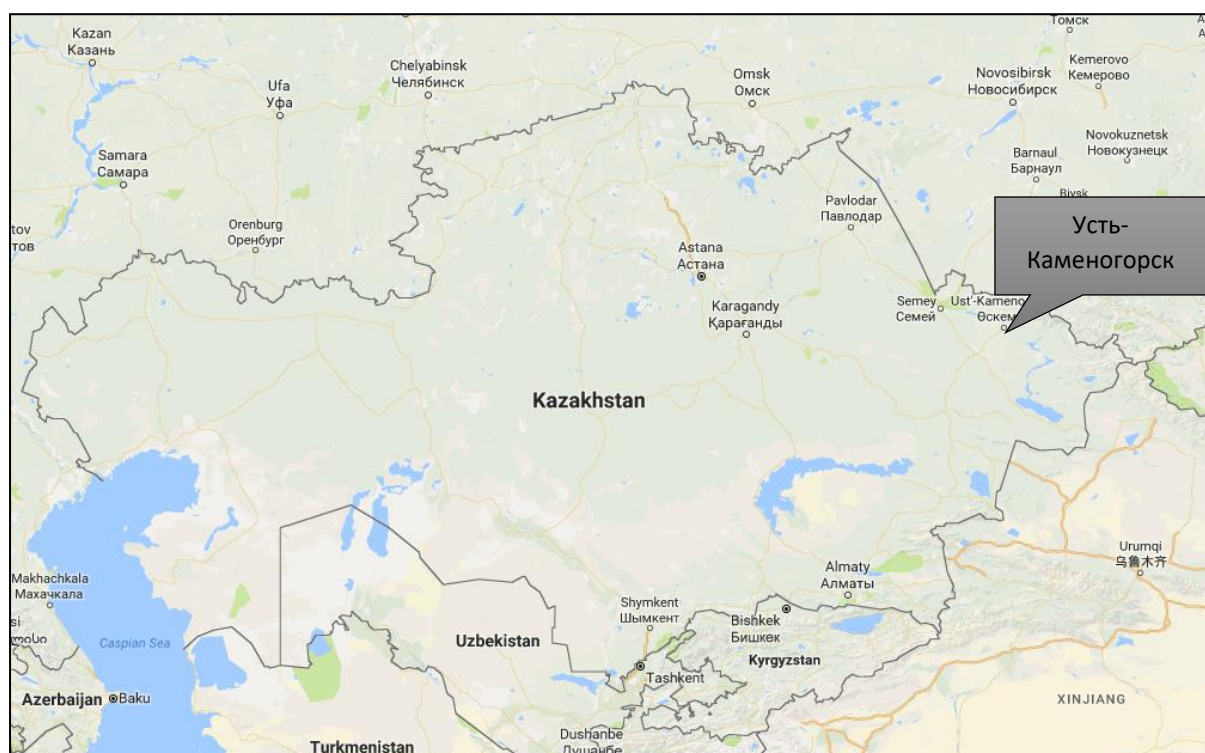 Kazan
Казань
Chelyabinsk
Челябинск
Ufa
Уфа
Omsk
Омск
Томск
Novosibirsk
Новосибирск
Kemerovo
Кемерово
Novokuznetsk
Новокузнецк
Samara
Самара
Barnaul
Барнаул
Biysk
Orenburg
Оренбург
tov
тов
Pavlodar
Павлодар
Усть-
Каменогорск
Astana
Астана
Karagandy
Қарағанды
Semey
Семей
Ust'-Kameno
Өскем
Kazakhstan
Urumqi
乌鲁木齐
Almaty
Алматы
Makhachkala
Махачкала
Shymkent
Шымкент
Bishkek
Бишкек
Caspian Sea
Uzbekistan
Kyrgyzstan
Tashkent
Azerbaijan
Baku
XINJIANG
Dushanbe
Душанбе
Turkmenistan